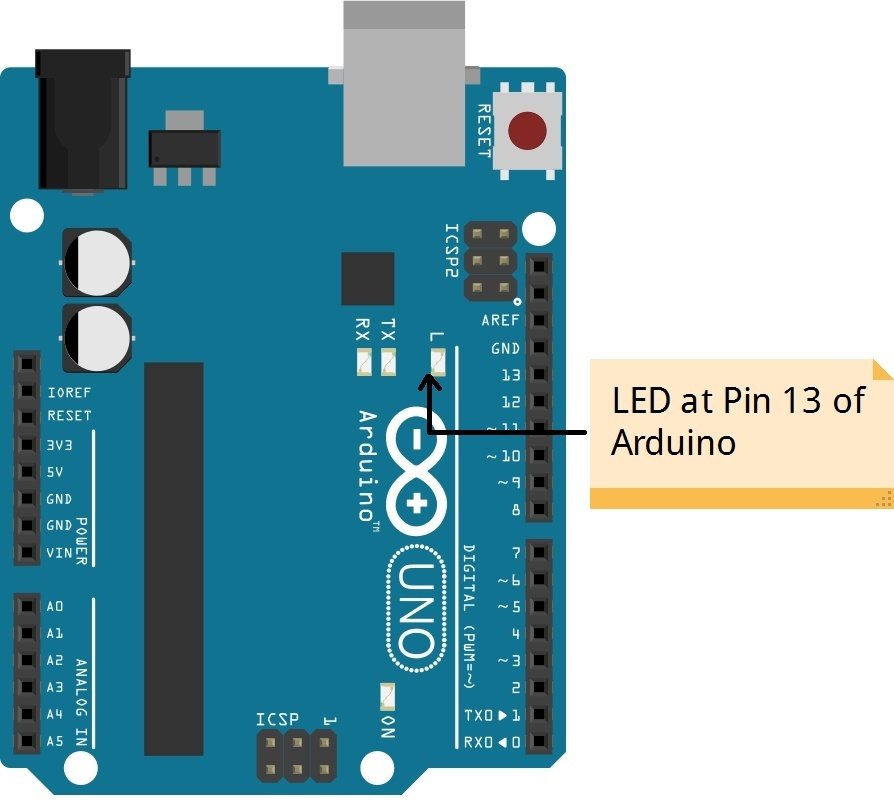 RESET
ICSP2
AREF
GND
13
12
~11
~10
~9
8
7
~6
~5
4
~3
2
TX0▶1
RX0◀0
DIGITAL (PWM=~)
RX
TX
L
Arduino™
UNO
ON
ICSP
1
IOREF
RESET
3V3
5V
GND
GND
VIN
POWER
A0
A1
A2
A3
A4
A5
ANALOG IN
LED at Pin 13 of
Arduino